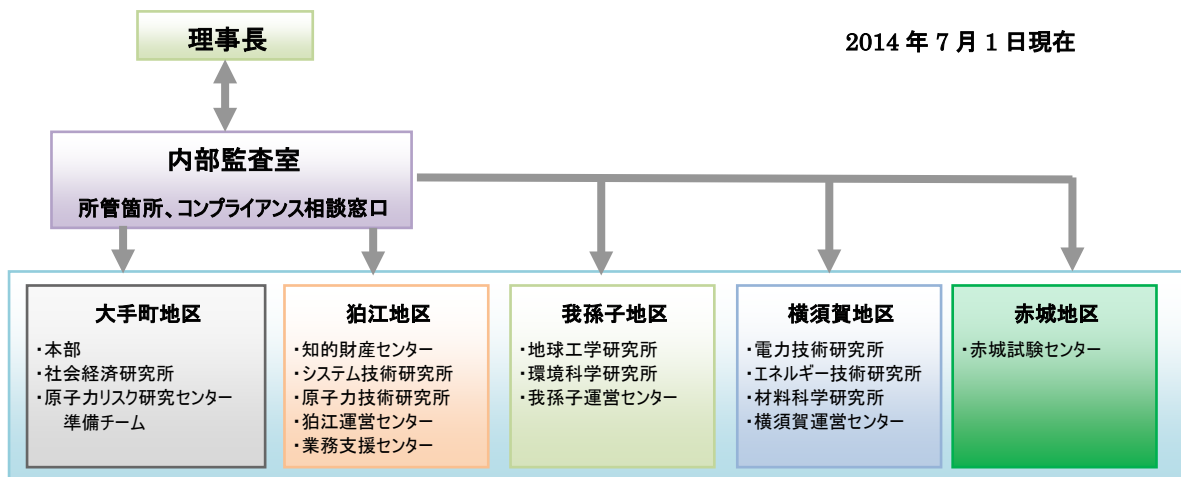 理事長
2014 年 7 月 1 日現在
内部監査室
所管箇所、コンプライアンス相談窓口
大手町地区
・本部
・社会経済研究所
・原子力リスク研究センター
準備チーム
狛江地区
・知的財産センター
・システム技術研究所
・原子力技術研究所
・狛江運営センター
・業務支援センター
我孫子地区
・地球工学研究所
・環境科学研究所
・我孫子運営センター
横須賀地区
・電力技術研究所
・エネルギー技術研究所
・材料科学研究所
・横須賀運営センター
赤城地区
・赤城試験センター